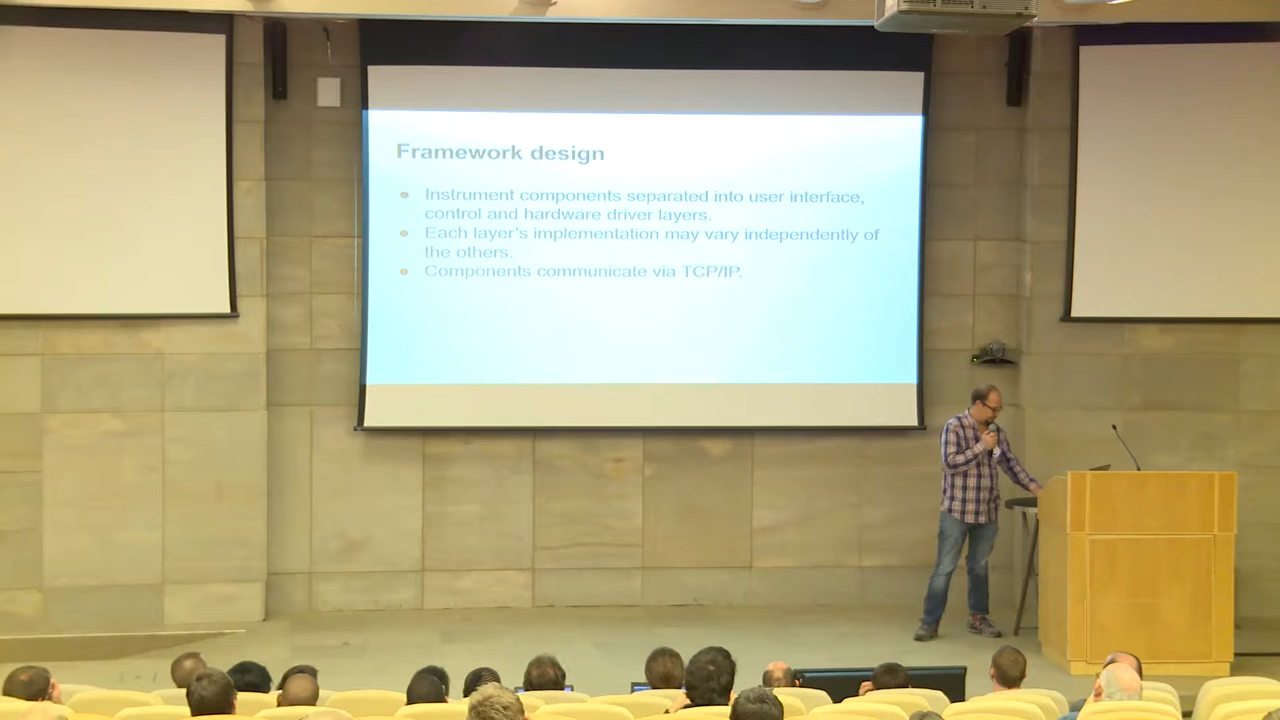 Framework design
● Instrument components separated into user interface,
control and hardware driver layers.
● Each layer's implementation may vary independently of
the others.
● Components communicate via TCP/IP.